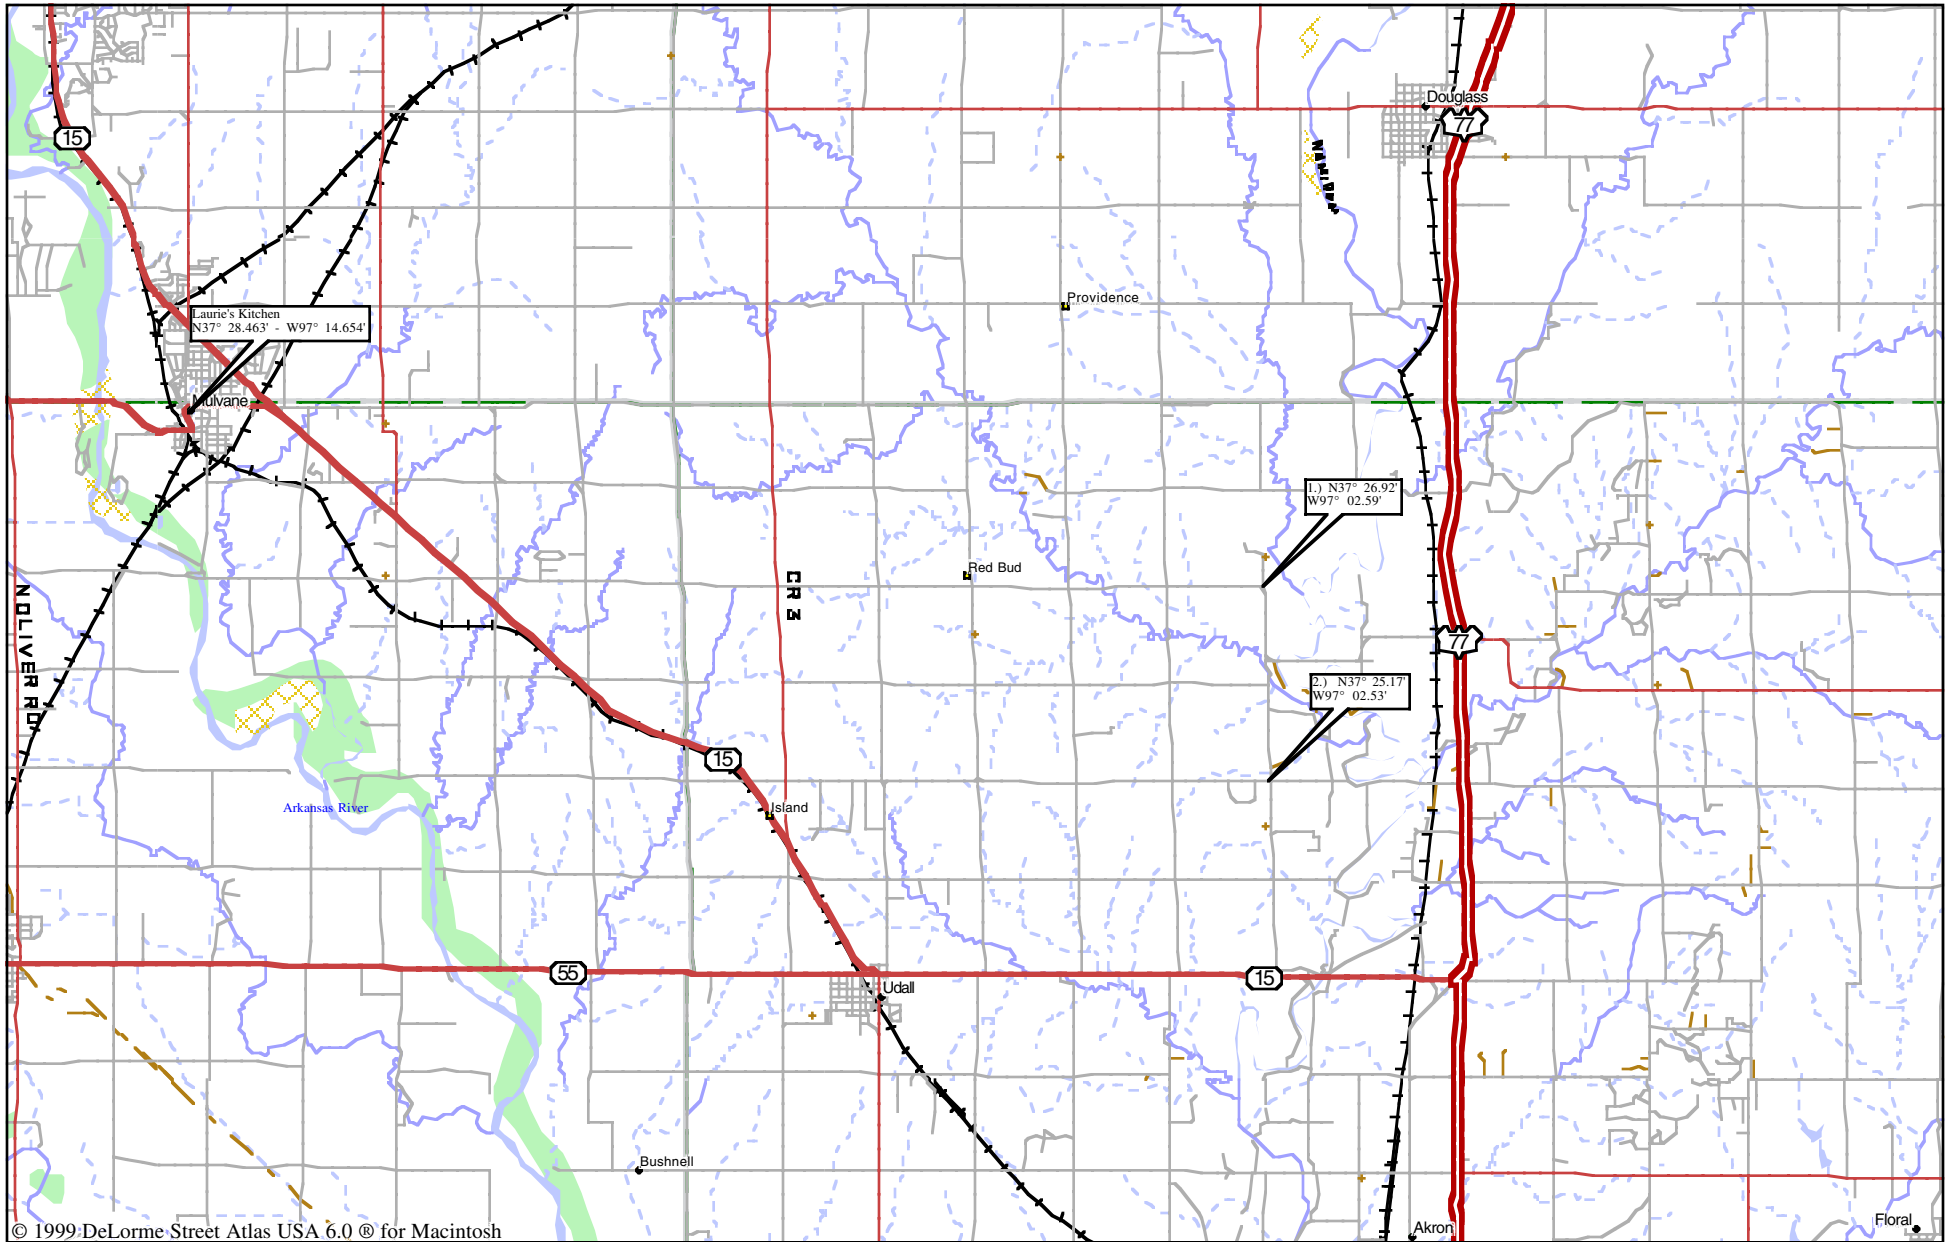 Douglass
77
15
Providence
Laurie's Kitchen
N37° 28.463' - W97° 14.654'
Mulvane
1.) N37° 26.92'
W97° 02.59'
Red Bud
CR 3
N OLIVER RD
77
2.) N37° 25.17'
W97° 02.53'
15
Island
Arkansas River
55
15
Udall
Bushnell
Akron
Floral
© 1999 DeLorme Street Atlas USA 6.0 ® for Macintosh